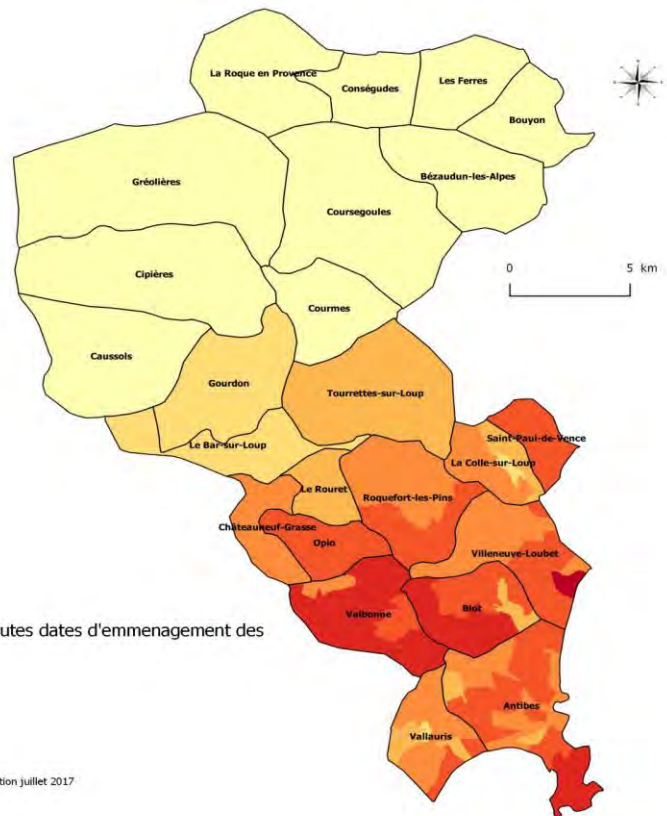 La Roque en Provence
Conségudes
Les Ferres
Bouyon
Gréolières
Bézaudun-les-Alpes
Coursegoules
Cipières
0 5 km
Courmes
Caussols
Gourdon
Tourrettes-sur-Loup
Le Bar-sur-Loup
Saint-Paul-de-Vence
La Colle-sur-Loup
Le Rouret
Roquefort-les-Pins
Châteauneuf-Grasse
Opio
Villeneuve-Loubet
Valbonne
Biot
utes dates d'emmenagement des
Antibes
Vallauris
tion juillet 2017